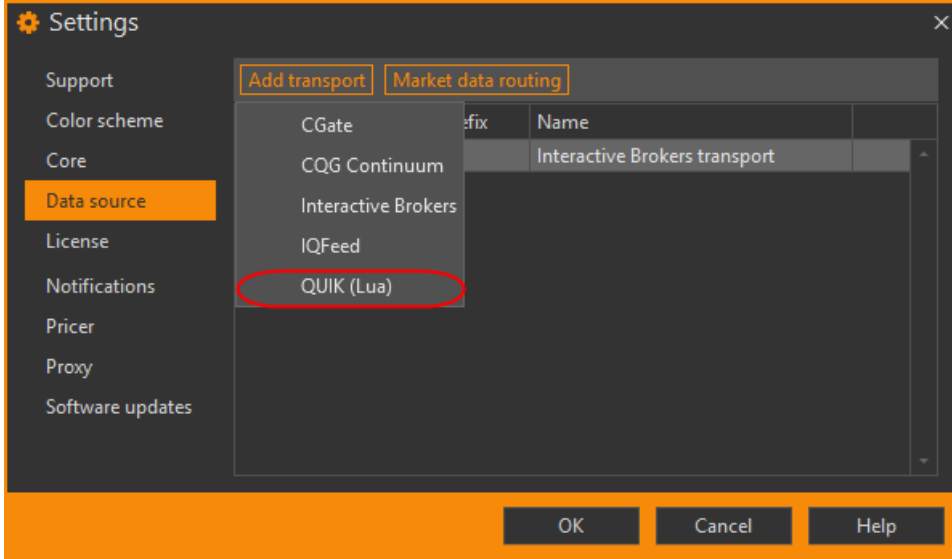 Settings
Support
Color scheme
Core
Data source
License
Notifications
Pricer
Proxy
Software updates
Add transport Market data routing
CGate
CQG Continuum
Interactive Brokers
IQFeed
QUIK (Lua)
Name
Interactive Brokers transport
OK Cancel Help